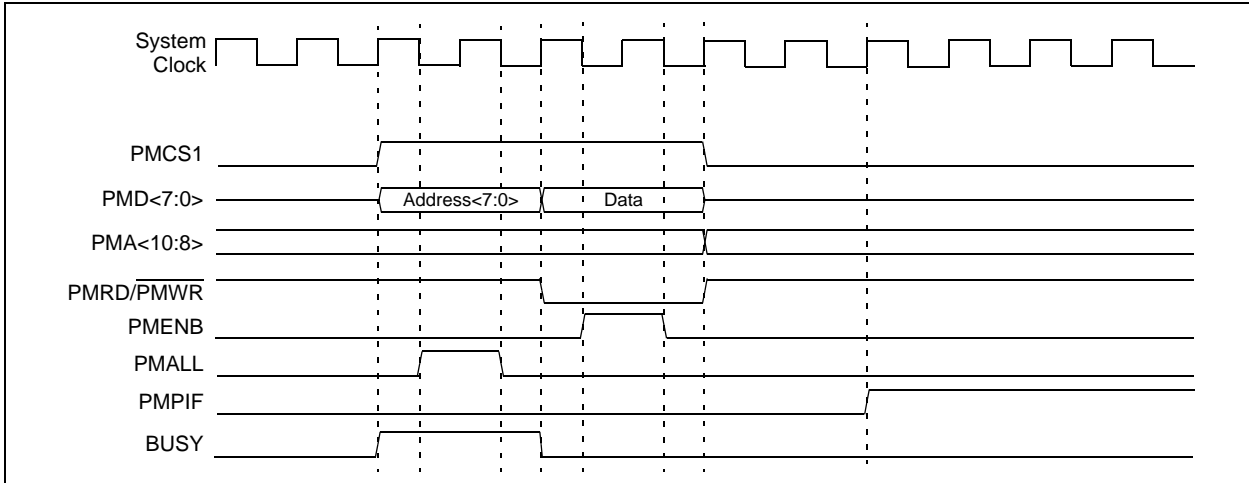 System
Clock
PMCS1
PMD<7:0>
Address<7:0>
Data
PMA<10:8>
PMRD/PMWR
PMENB
PMALL
PMPIF
BUSY